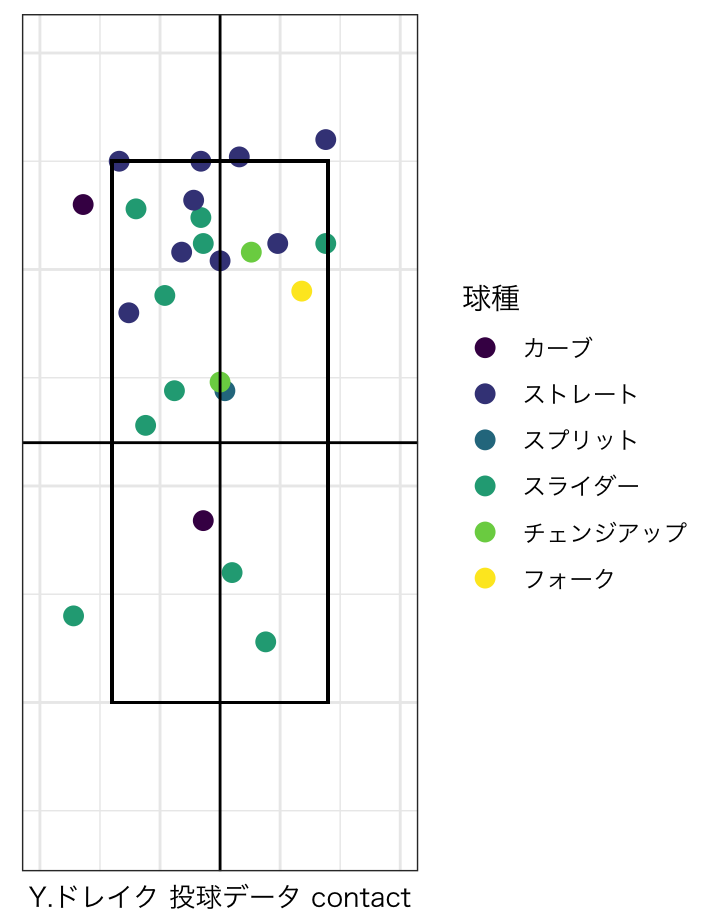 球種
カーブ
ストレート
スプリット
スライダー
チェンジアップ
フォーク
Y.ドレイク 投球データ contact